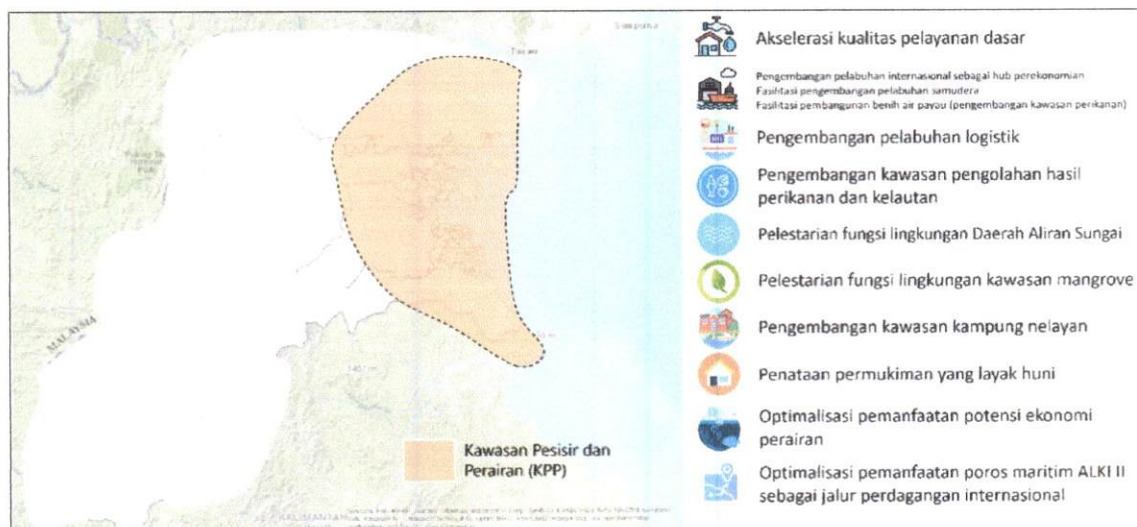 Tawau
MALAYSIA
KALIMANTAN
Kawasan Pesisir dan
Perairan (KPP)
Akselerasi kualitas pelayanan dasar
Pengembangan pelabuhan internasional sebagai hub perekonomian
Fasilitasi pengembangan pelabuhan samudera
Fasilitasi pembangunan benih air payau (pengembangan kawasan perikanan)
Pengembangan pelabuhan logistik
Pengembangan kawasan pengolahan hasil
perikanan dan kelautan
Pelestarian fungsi lingkungan Daerah Aliran Sungai
Pelestarian fungsi lingkungan kawasan mangrove
Pengembangan kawasan kampung nelayan
Penataan permukiman yang layak huni
Optimalisasi pemanfaatan potensi ekonomi
perairan
Optimalisasi pemanfaatan poros maritim ALKI II
sebagai jalur perdagangan internasional